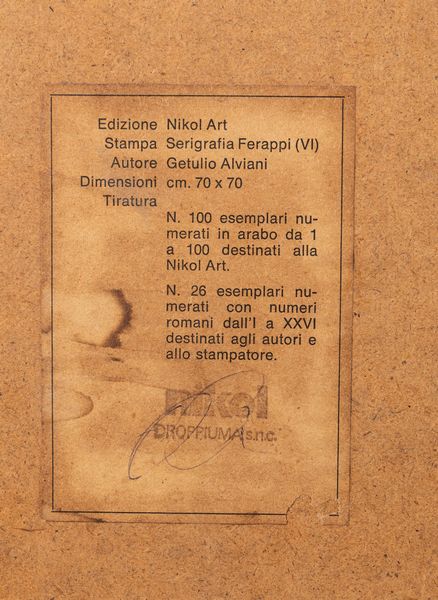 Edizione Nikol Art
Stampa Serigrafia Ferappi (VI)
Autore Getulio Alviani
Dimensioni cm. 70 x 70
Tiratura
N. 100 esemplari nu-
merati in arabo da 1
a 100 destinati alla
Nikol Art.
N. 26 esemplari nu-
merati con numeri
romani dall'I a XXVI
destinati agli autori e
allo stampatore.
nikol
DROPPIUMA s.n.c.